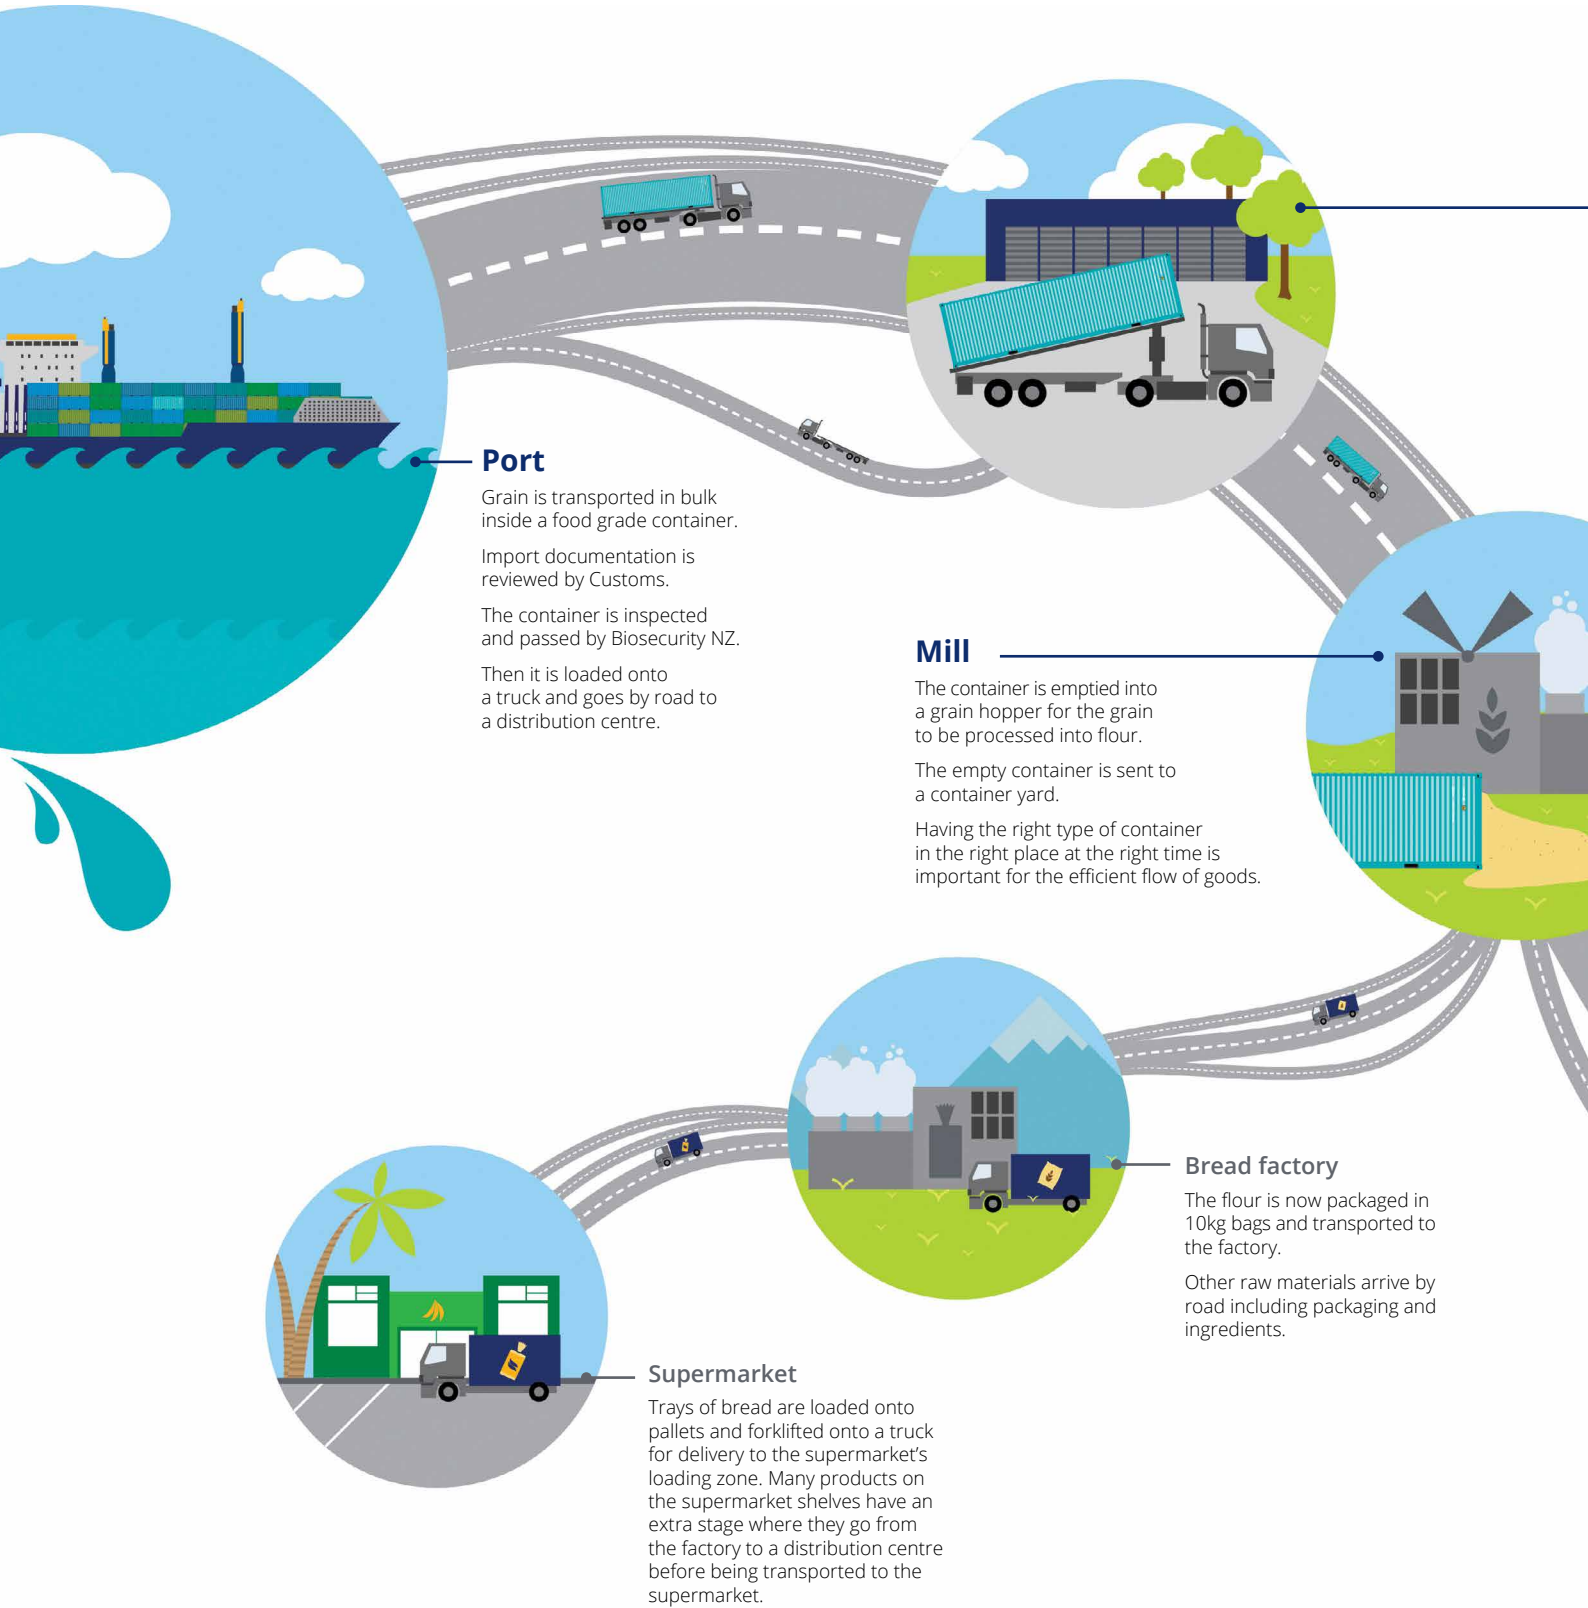 Port
Grain is transported in bulk
inside a food grade container.
Import documentation is
reviewed by Customs.
The container is inspected
and passed by Biosecurity NZ.
Then it is loaded onto
a truck and goes by road to
a distribution centre.
Mill
The container is emptied into
a grain hopper for the grain
to be processed into flour.
The empty container is sent to
a container yard.
Having the right type of container
in the right place at the right time is
important for the efficient flow of goods.
Bread factory
The flour is now packaged in
10kg bags and transported to
the factory.
Other raw materials arrive by
road including packaging and
ingredients.
Supermarket
Trays of bread are loaded onto
pallets and forklifted onto a truck
for delivery to the supermarket’s
loading zone. Many products on
the supermarket shelves have an
extra stage where they go from
the factory to a distribution centre
before being transported to the
supermarket.